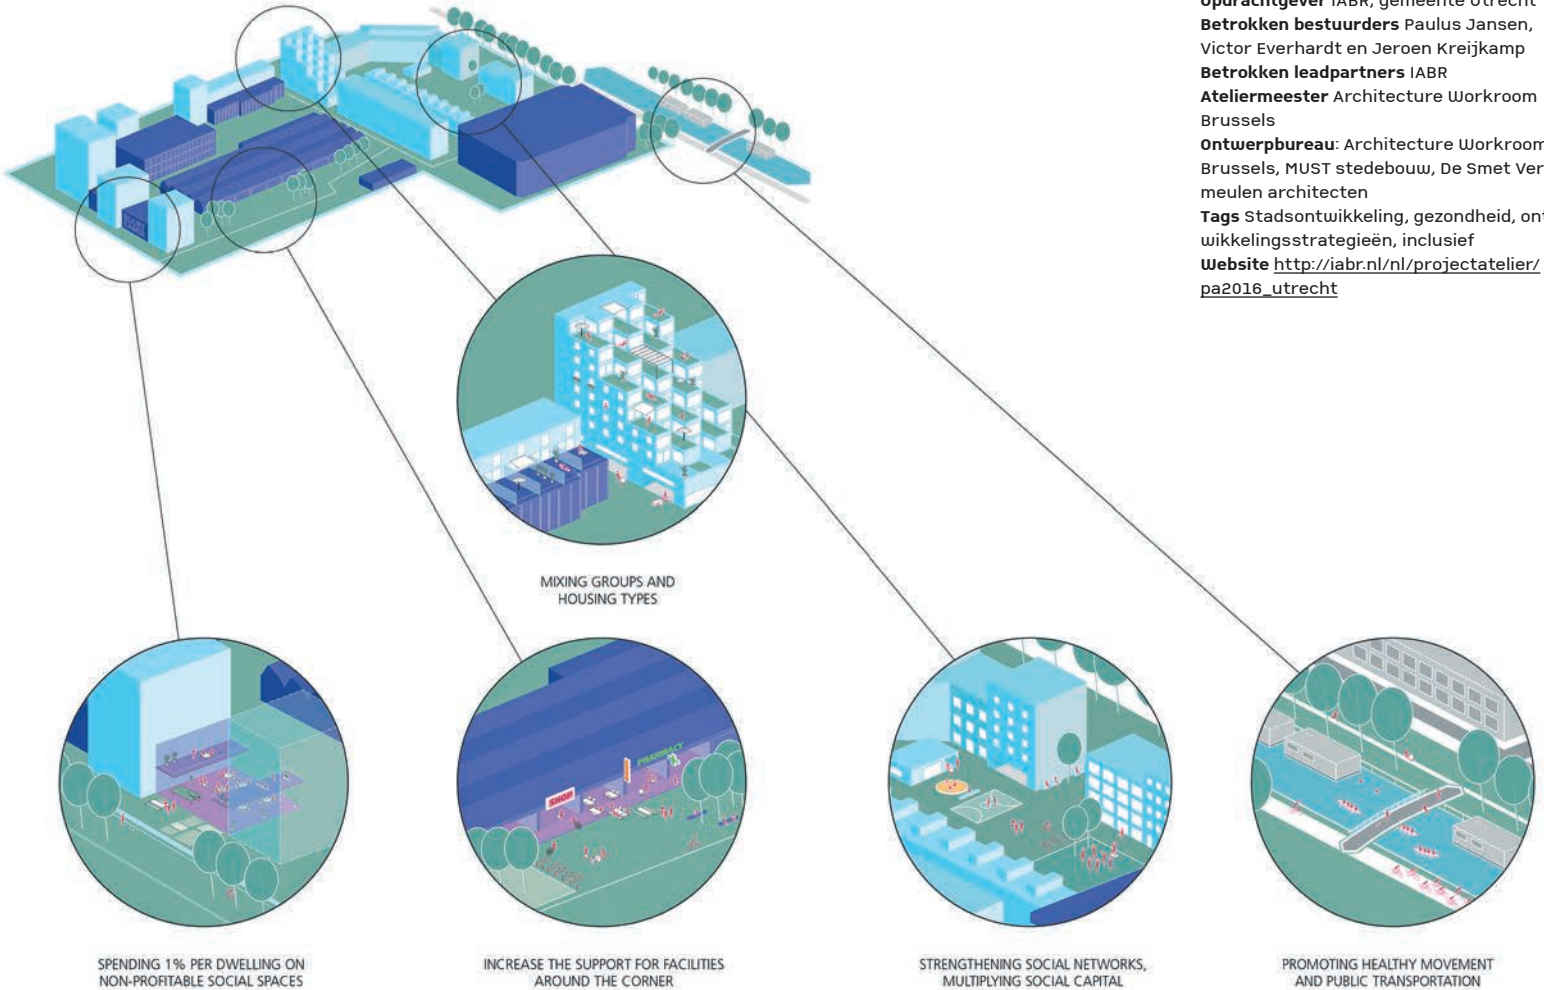 Opdrachtgever IABR, gemeente Utrecht
Betrokken bestuurders Paulus Jansen,
Victor Everhardt en Jeroen Kreijkamp
Betrokken leadpartners IABR
Ateliermeester Architecture Workroom
Brussels
Ontwerpbureau: Architecture Workroom
Brussels, MUST stedebouw, De Smet Ver
meulen architecten
Tags Stadsontwikkeling, gezondheid, ont
wikkelingsstrategieën, inclusief
Website http://iabr.nl/nl/projectatelier/
pa2016_utrecht
MIXING GROUPS AND
HOUSING TYPES
SHOP
PHARMACY
SPENDING 1% PER DWELLING ON
NON-PROFITABLE SOCIAL SPACES
INCREASE THE SUPPORT FOR FACILITIES
AROUND THE CORNER
STRENGTHENING SOCIAL NETWORKS,
MULTIPLYING SOCIAL CAPITAL
PROMOTING HEALTHY MOVEMENT
AND PUBLIC TRANSPORTATION